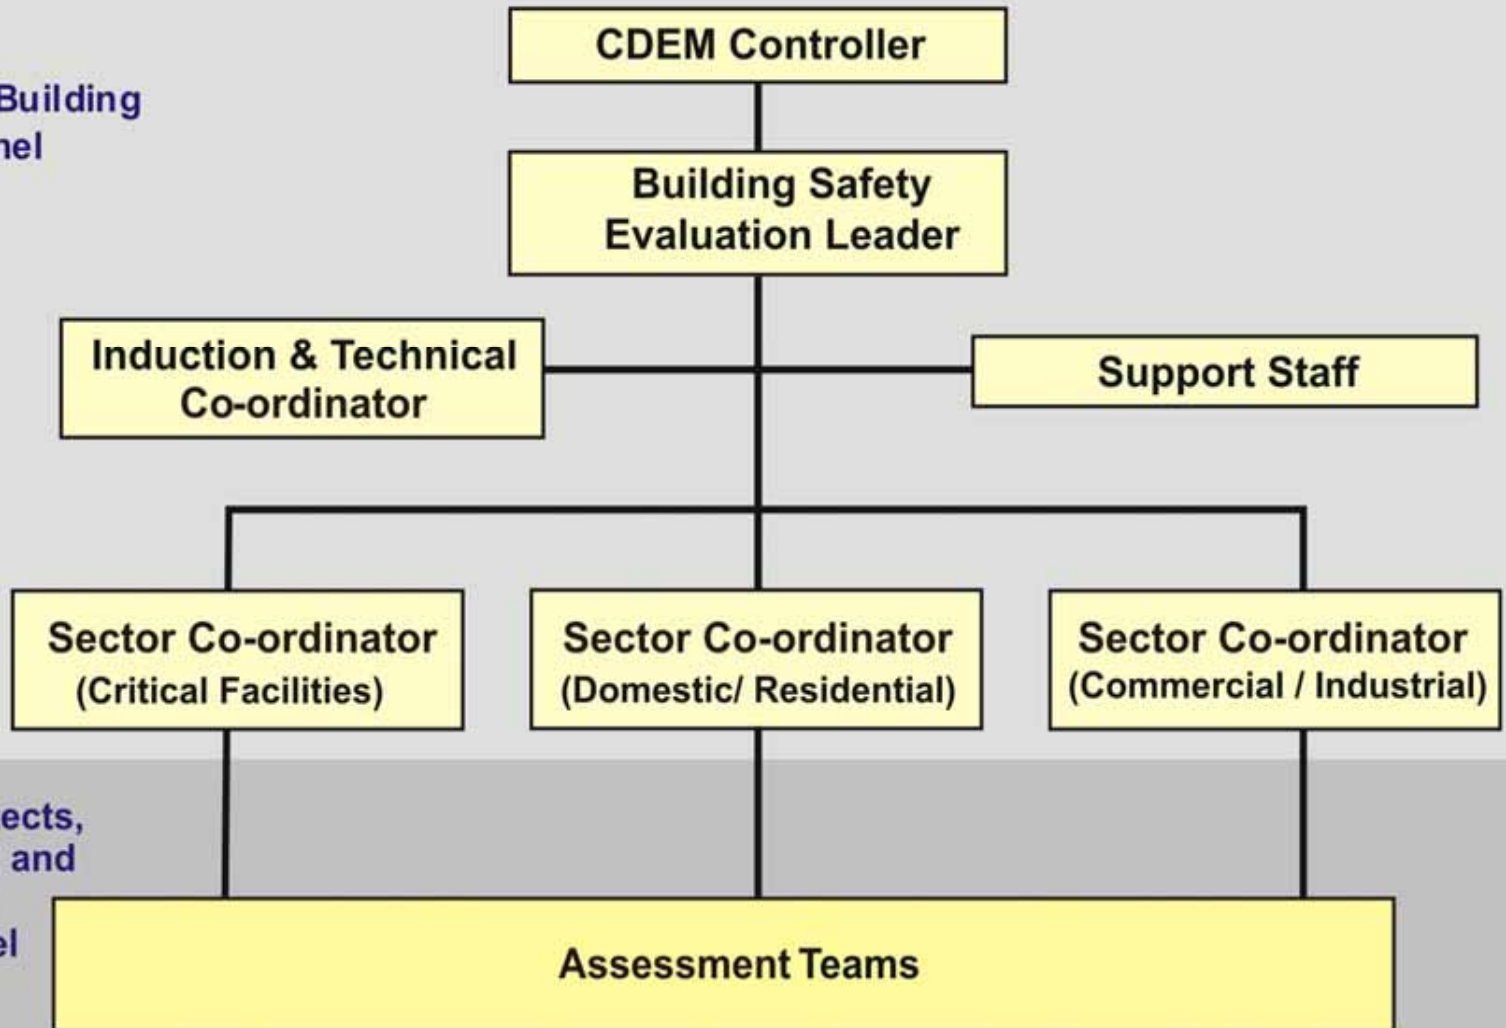 CDEM Controller
Building
Building Safety
Evaluation Leader
Induction & Technical
Co-ordinator
Support Staff
Sector Co-ordinator
(Critical Facilities)
Sector Co-ordinator
(Domestic/ Residential)
Sector Co-ordinator
(Commercial / Industrial)
and
Assessment Teams